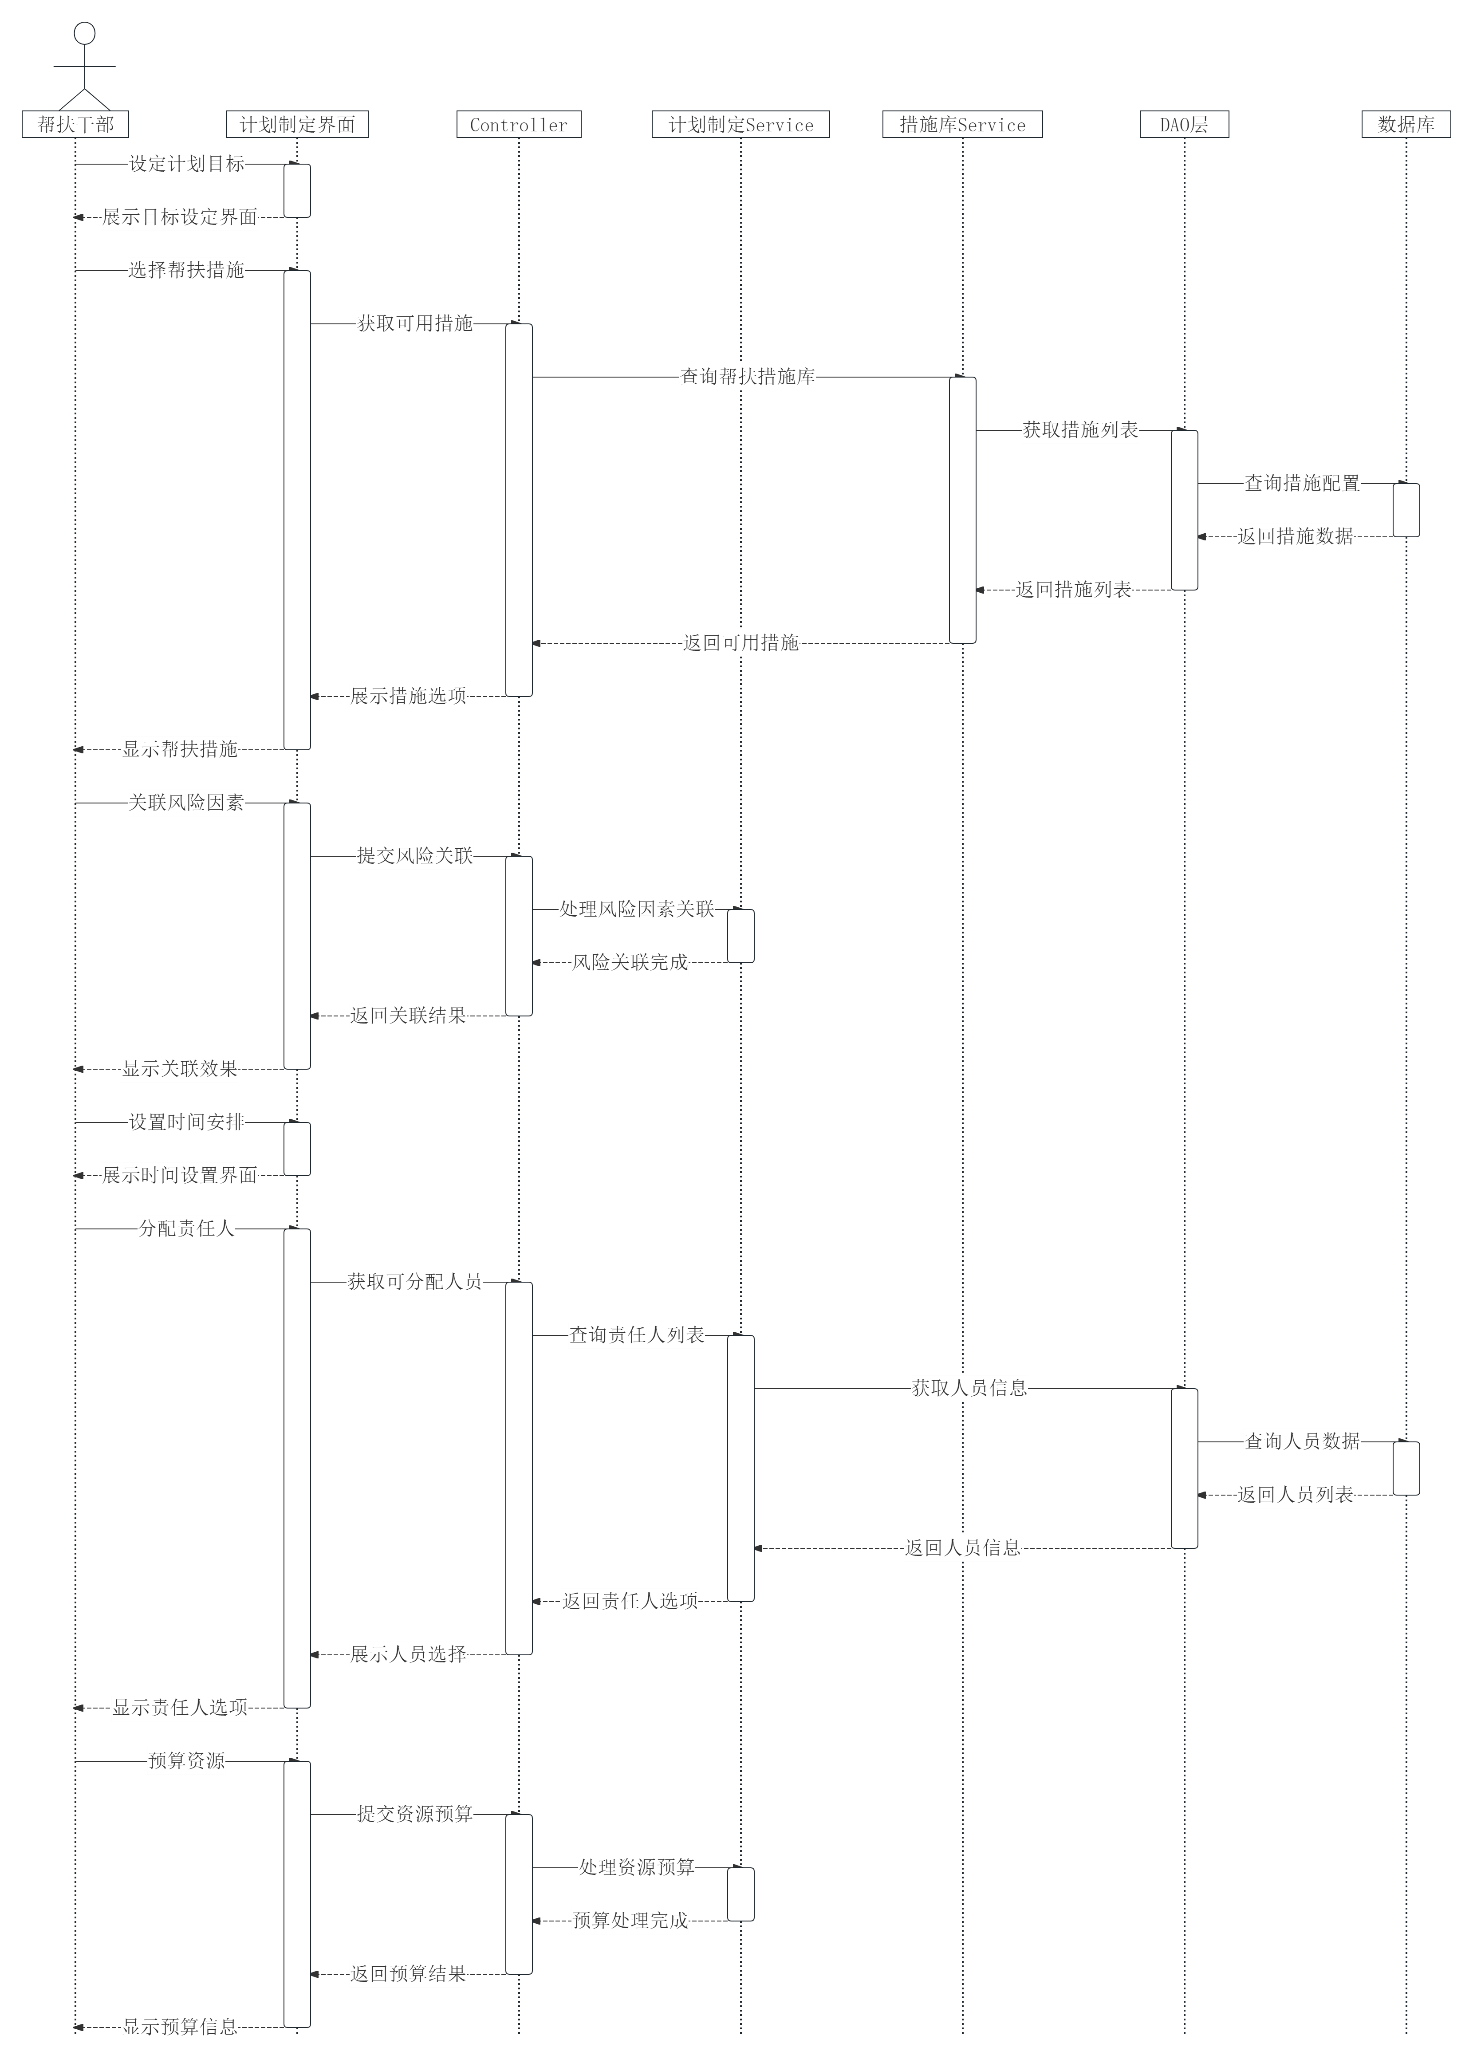 帮扶干部
计划制定界面
Controller
计划制定Service
措施库Service
DAO层
数据库
设定计划目标
展示目标设定界面
选择帮扶措施
获取可用措施
查询帮扶措施库
获取措施列表
查询措施配置
返回措施数据
返回措施列表
返回可用措施
展示措施选项
显示帮扶措施
关联风险因素
提交风险关联
处理风险因素关联
风险关联完成
返回关联结果
显示关联效果
设置时间安排
展示时间设置界面
分配责任人
获取可分配人员
查询责任人列表
获取人员信息
查询人员数据
返回人员列表
返回人员信息
返回责任人选项
展示人员选择
显示责任人选项
预算资源
提交资源预算
处理资源预算
预算处理完成
返回预算结果
显示预算信息